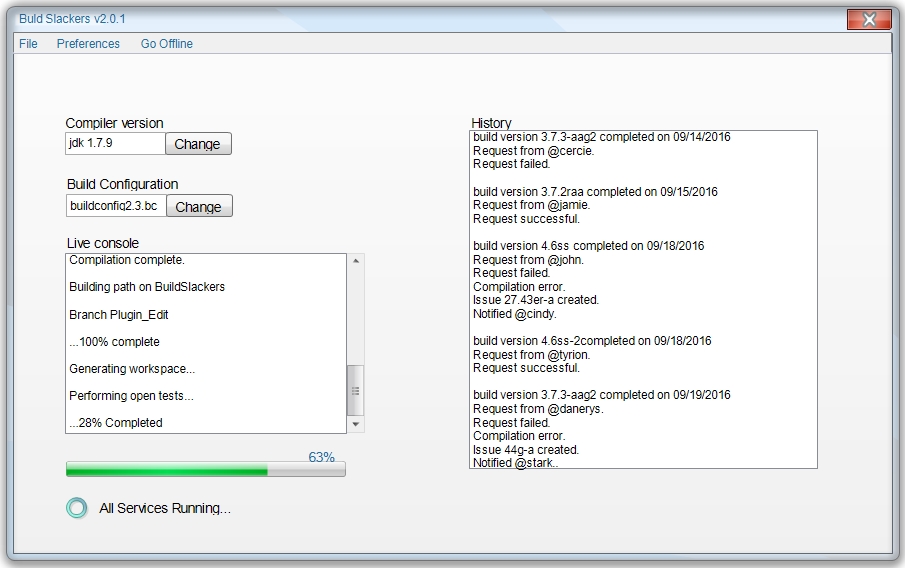 Buld Slackers v2.0.1
File Preferences Go Offline
Compiler version
jdk 1.7.9 Change
Build Configuration
buildconfig2.3.bc Change
Live console
Compilation complete.
Building path on BuildSlackers
Branch Plugin_Edit
...100% complete
Generating workspace...
Performing open tests...
...28% Completed
63%
All Services Running...
History
build version 3.7.3-aag2 completed on 09/14/2016
Request from @cercie.
Request failed.
build version 3.7.2raa completed on 09/15/2016
Request from @jamie.
Request successful.
build version 4.6ss completed on 09/18/2016
Request from @john.
Request failed.
Compilation error.
Issue 27.43er-a created.
Notified @cindy.
build version 4.6ss-2completed on 09/18/2016
Request from @tyrion.
Request successful.
build version 3.7.3-aag2 completed on 09/19/2016
Request from @danerys.
Request failed.
Compilation error.
Issue 44g-a created.
Notified @stark..